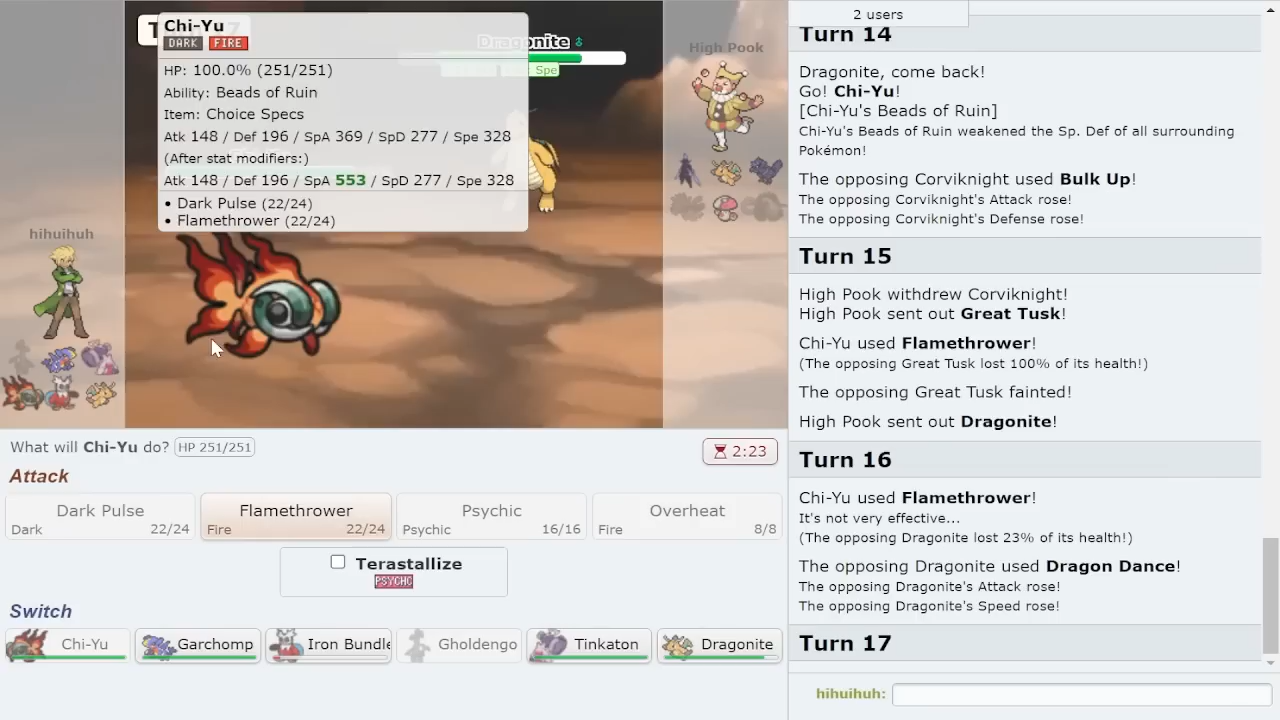 2 users
T 7
Chi-Yu
DARK FIRE
HP: 100.0% (251/251)
Ability: Beads of Ruin
Item: Choice Specs
Atk 148 / Def 196 / SpA 369 / SpD 277 / Spe 328
(After stat modifiers:)
Atk 148 / Def 196 / SpA 553 / SpD 277 / Spe 328
• Dark Pulse (22/24)
• Flamethrower (22/24)
Dragonite
Spe
High Pook
hihuihuh
What will Chi-Yu do? HP 251/251
2:23
Attack
Dark Pulse
Dark 22/24
Flamethrower
Fire 22/24
Psychic
Psychic 16/16
Overheat
Fire 8/8
Terastallize
PSYCHC
Switch
Chi-Yu
Garchomp
Iron Bundle
Gholdengo
Tinkaton
Dragonite
Turn 14
Dragonite, come back!
Go! Chi-Yu!
[Chi-Yu's Beads of Ruin]
Chi-Yu's Beads of Ruin weakened the Sp. Def of all surrounding
Pokémon!
The opposing Corviknight used Bulk Up!
The opposing Corviknight's Attack rose!
The opposing Corviknight's Defense rose!
Turn 15
High Pook withdrew Corviknight!
High Pook sent out Great Tusk!
Chi-Yu used Flamethrower!
(The opposing Great Tusk lost 100% of its health!)
The opposing Great Tusk fainted!
High Pook sent out Dragonite!
Turn 16
Chi-Yu used Flamethrower!
It's not very effective...
(The opposing Dragonite lost 23% of its health!)
The opposing Dragonite used Dragon Dance!
The opposing Dragonite's Attack rose!
The opposing Dragonite's Speed rose!
Turn 17
hihuihuh: